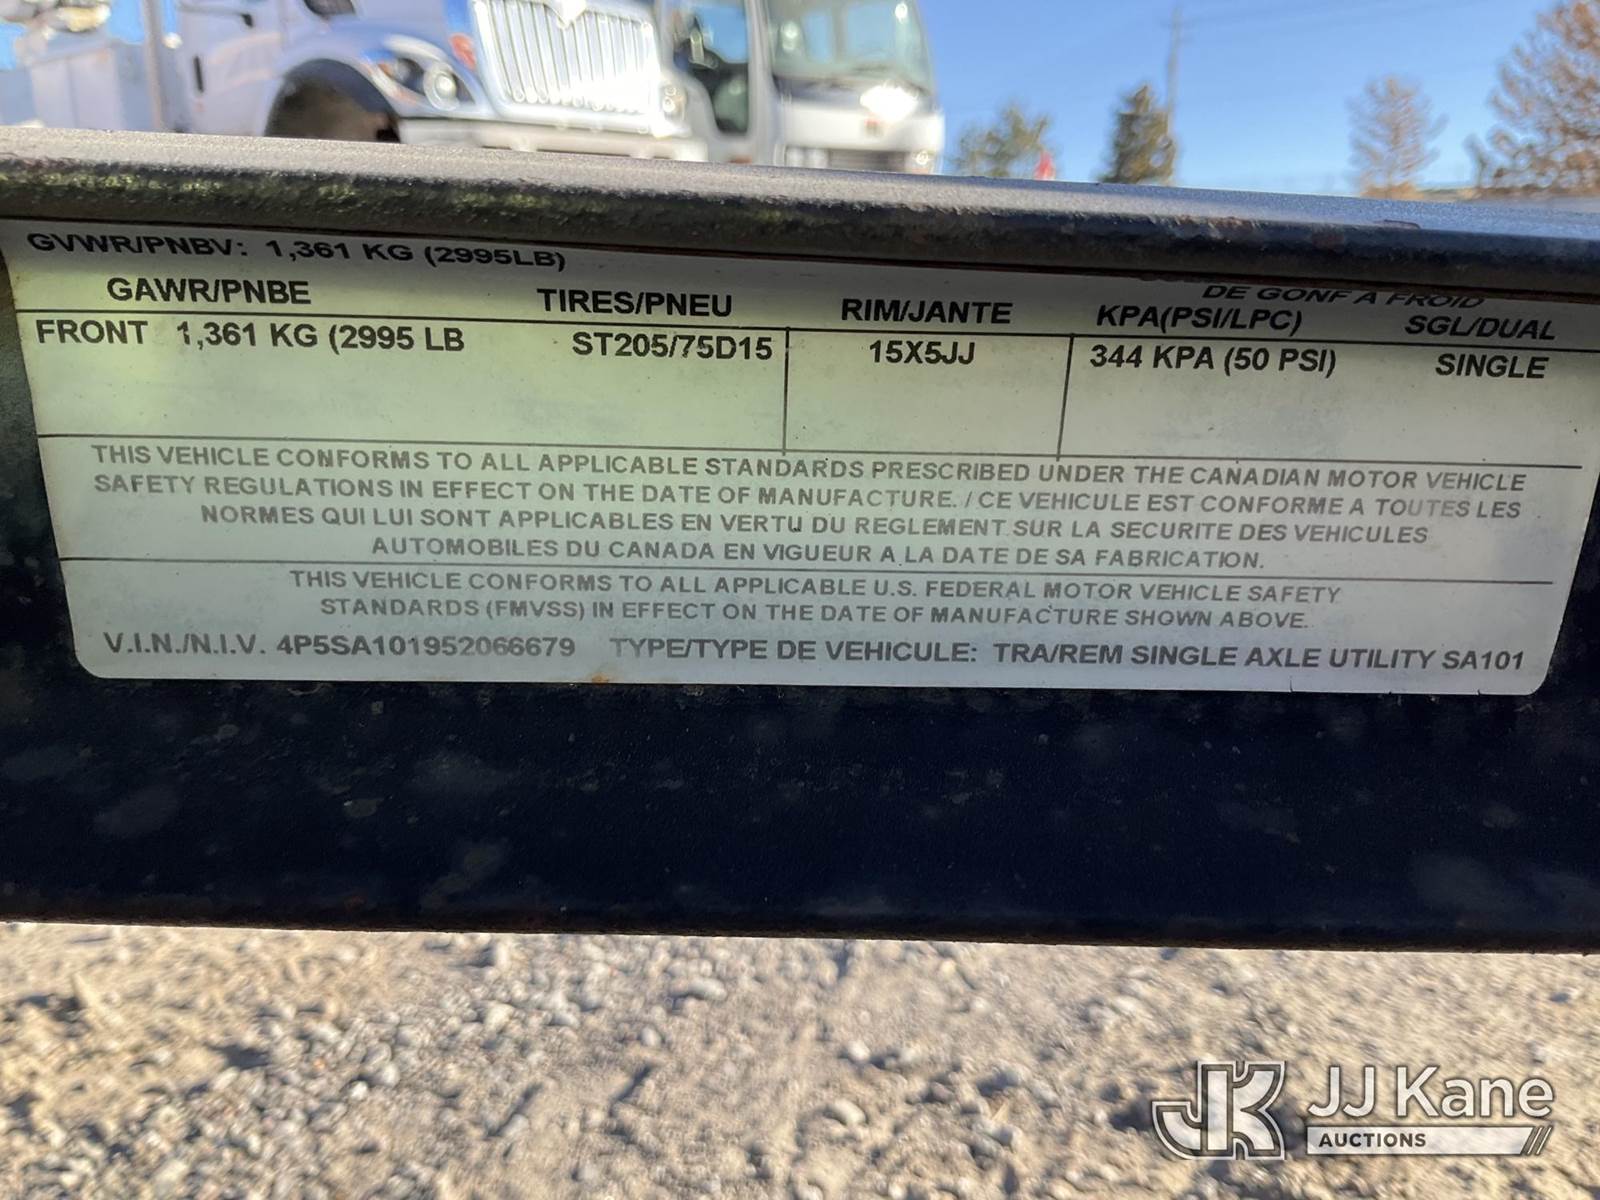 GVWR/PNBV: 1,361 KG (2995LB)
DE GONF A FROID
GAWR/PNBE TIRES/PNEU RIM/JANTE KPA(PSI/LPC) SGL/DUAL
FRONT 1,361 KG (2995 LB ST205/75D15 15X5JJ 344 KPA (50 PSI) SINGLE
THIS VEHICLE CONFORMS TO ALL APPLICABLE STANDARDS PRESCRIBED UNDER THE CANADIAN MOTOR VEHICLE
SAFETY REGULATIONS IN EFFECT ON THE DATE OF MANUFACTURE. / CE VEHICULE EST CONFORME A TOUTES LES
NORMES QUI LUI SONT APPLICABLES EN VERTU DU REGLEMENT SUR LA SECURITE DES VEHICULES
AUTOMOBILES DU CANADA EN VIGUEUR A LA DATE DE SA FABRICATION.
THIS VEHICLE CONFORMS TO ALL APPLICABLE U.S. FEDERAL MOTOR VEHICLE SAFETY
STANDARDS (FMVSS) IN EFFECT ON THE DATE OF MANUFACTURE SHOWN ABOVE.
V.I.N./N.I.V. 4P5SA101952066679 TYPE/TYPE DE VEHICULE: TRA/REM SINGLE AXLE UTILITY SA101
JK JJ Kane
AUCTIONS